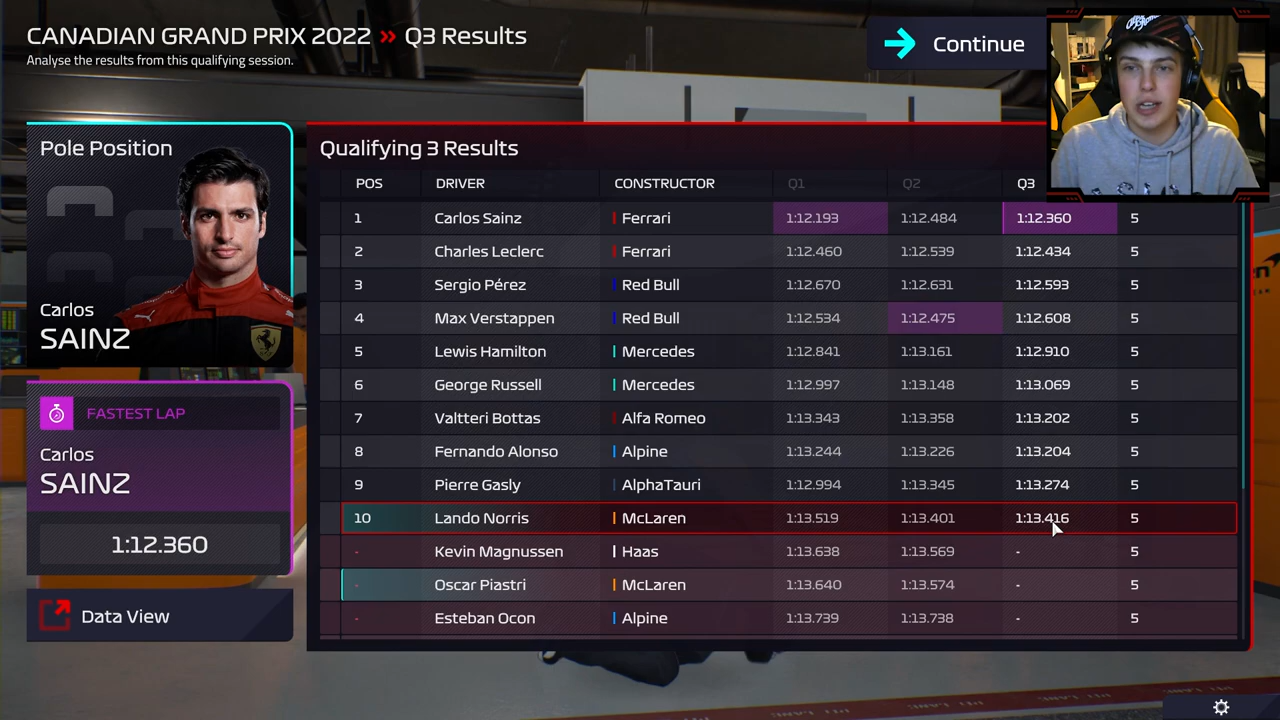 CANADIAN GRAND PRIX 2022 » Q3 Results
Analyse the results from this qualifying session.
Continue
Pole Position
Carlos
SAINZ
FASTEST LAP
Carlos
SAINZ
1:12.360
Data View
Qualifying 3 Results
POS DRIVER CONSTRUCTOR Q1 Q2 Q3
1 Carlos Sainz Ferrari 1:12.193 1:12.484 1:12.360 5
2 Charles Leclerc Ferrari 1:12.460 1:12.539 1:12.434 5
3 Sergio Pérez Red Bull 1:12.670 1:12.631 1:12.593 5
4 Max Verstappen Red Bull 1:12.534 1:12.475 1:12.608 5
5 Lewis Hamilton Mercedes 1:12.841 1:13.161 1:12.910 5
6 George Russell Mercedes 1:12.997 1:13.148 1:13.069 5
7 Valtteri Bottas Alfa Romeo 1:13.343 1:13.358 1:13.202 5
8 Fernando Alonso Alpine 1:13.244 1:13.226 1:13.204 5
9 Pierre Gasly AlphaTauri 1:12.994 1:13.345 1:13.274 5
10 Lando Norris McLaren 1:13.519 1:13.401 1:13.416 5
- Kevin Magnussen Haas 1:13.638 1:13.569 - 5
- Oscar Piastri McLaren 1:13.640 1:13.574 - 5
- Esteban Ocon Alpine 1:13.739 1:13.738 - 5